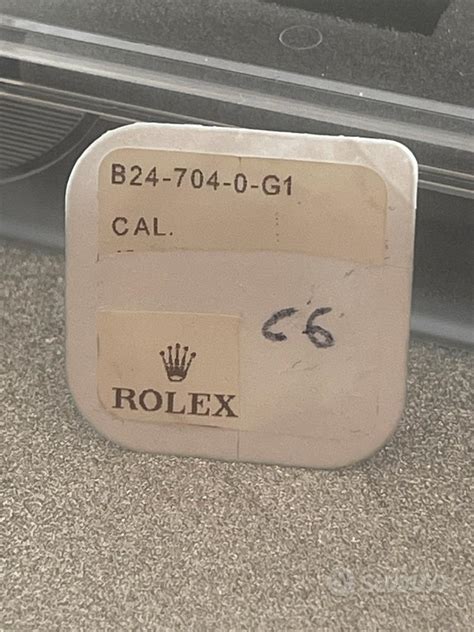 B24-704-0-G1
CAL.
C6
ROLEX